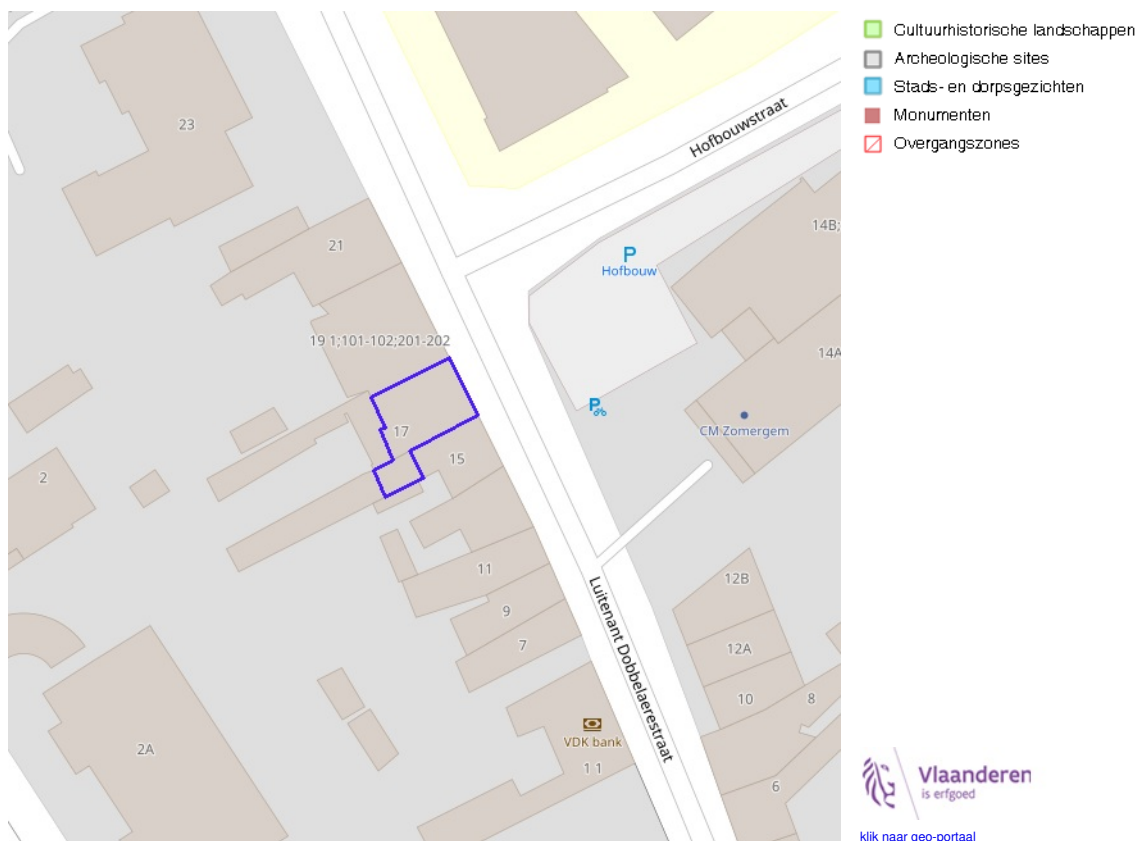 23
Hofbouwstraat
14B;
21
P
Hofbouw
19 1;101-102;201-202
14A
P
CM Zomergem
17
15
2
11
12B
9
7
12A
Luitenant Dobbelaerestraat
10
8
VDK bank
2A
1 1
6
Cultuurhistorische landschappen
Archeologische sites
Stads- en dorpsgezichten
Monumenten
Overgangszones
Vlaanderen
is erfgoed
klik naar geo-portaal